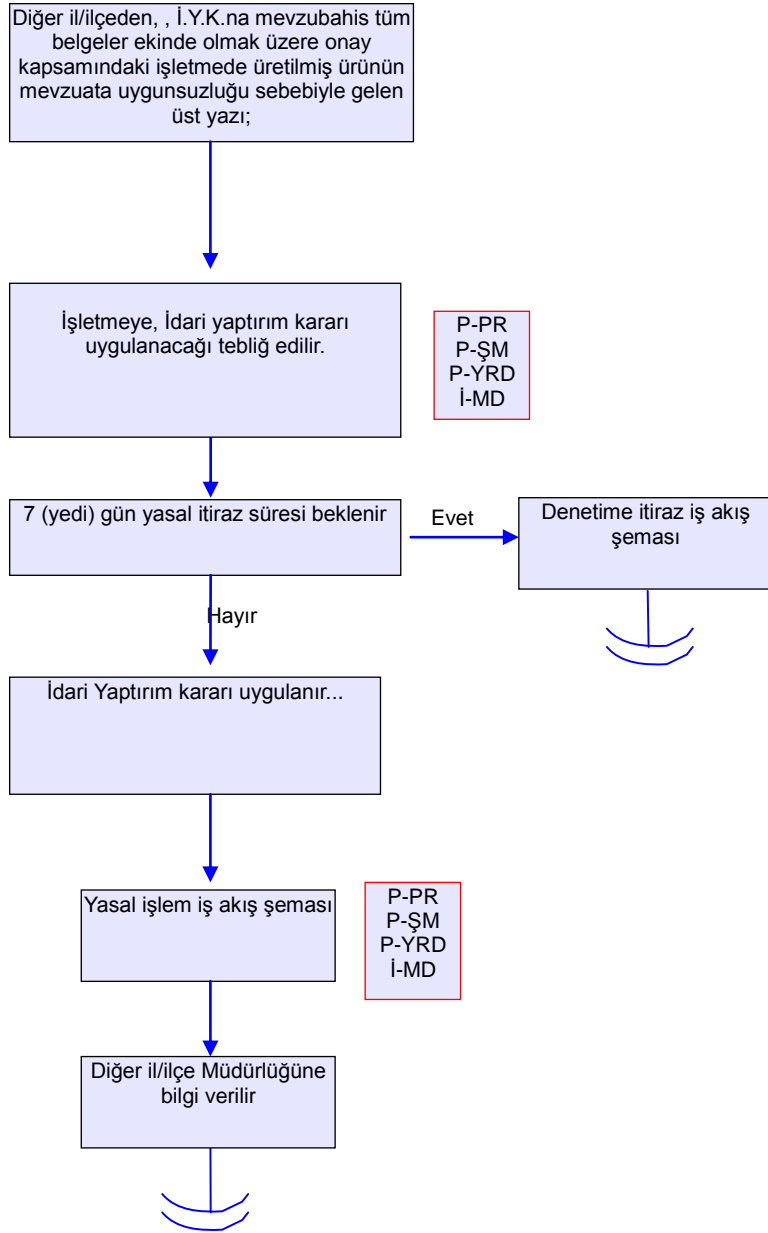 Diğer il/ilçeden, , İ.Y.K.na mevzubahis tüm
belgeler ekinde olmak üzere onay
kapsamındaki işletmede üretilmiş ürünün
mevzuata uygunsuzluğu sebebiyle gelen
üst yazı;
İşletmeye, İdari yaptırım kararı
uygulanacağı tebliğ edilir.
P-PR
P-ŞM
P-YRD
İ-MD
7 (yedi) gün yasal itiraz süresi beklenir
Evet
Denetime itiraz iş akış
şeması
Hayır
İdari Yaptırım kararı uygulanır...
Yasal işlem iş akış şeması
P-PR
P-ŞM
P-YRD
İ-MD
Diğer il/ilçe Müdürlüğüne
bilgi verilir